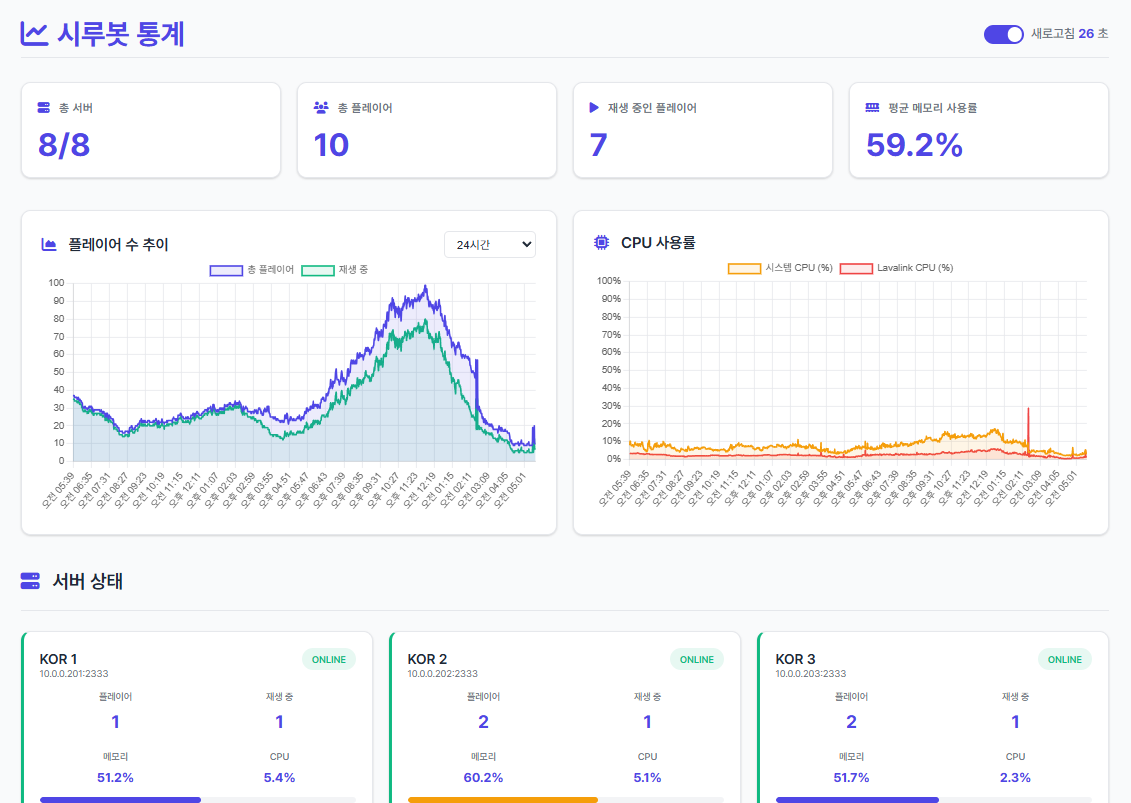 시루봇 통계
새로고침 26 초
총 서버
8/8
총 플레이어
10
재생 중인 플레이어
7
평균 메모리 사용률
59.2%
플레이어 수 추이
24시간
총 플레이어 재생 중
100
90
80
70
60
50
40
30
20
10
0
오전 05:39
오전 06:35
오전 07:31
오전 08:27
오전 09:23
오전 10:19
오전 11:15
오후 12:11
오후 01:07
오후 02:03
오후 02:59
오후 03:55
오후 04:51
오후 05:47
오후 06:43
오후 07:39
오후 08:35
오후 09:31
오후 10:27
오후 11:23
오전 12:19
오전 01:15
오전 02:11
오전 03:09
오전 04:05
오전 05:01
CPU 사용률
시스템 CPU (%) Lavalink CPU (%)
100%
90%
80%
70%
60%
50%
40%
30%
20%
10%
0%
오전 05:39
오전 06:35
오전 07:31
오전 08:27
오전 09:23
오전 10:19
오전 11:15
오후 12:11
오후 01:07
오후 02:03
오후 02:59
오후 03:55
오후 04:51
오후 05:47
오후 06:43
오후 07:39
오후 08:35
오후 09:31
오후 10:27
오후 11:23
오전 12:19
오전 01:15
오전 02:11
오전 03:09
오전 04:05
오전 05:01
서버 상태
KOR 1
ONLINE
10.0.0.201:2333
플레이어 재생 중
1 1
메모리 CPU
51.2% 5.4%
KOR 2
ONLINE
10.0.0.202:2333
플레이어 재생 중
2 1
메모리 CPU
60.2% 5.1%
KOR 3
ONLINE
10.0.0.203:2333
플레이어 재생 중
2 1
메모리 CPU
51.7% 2.3%